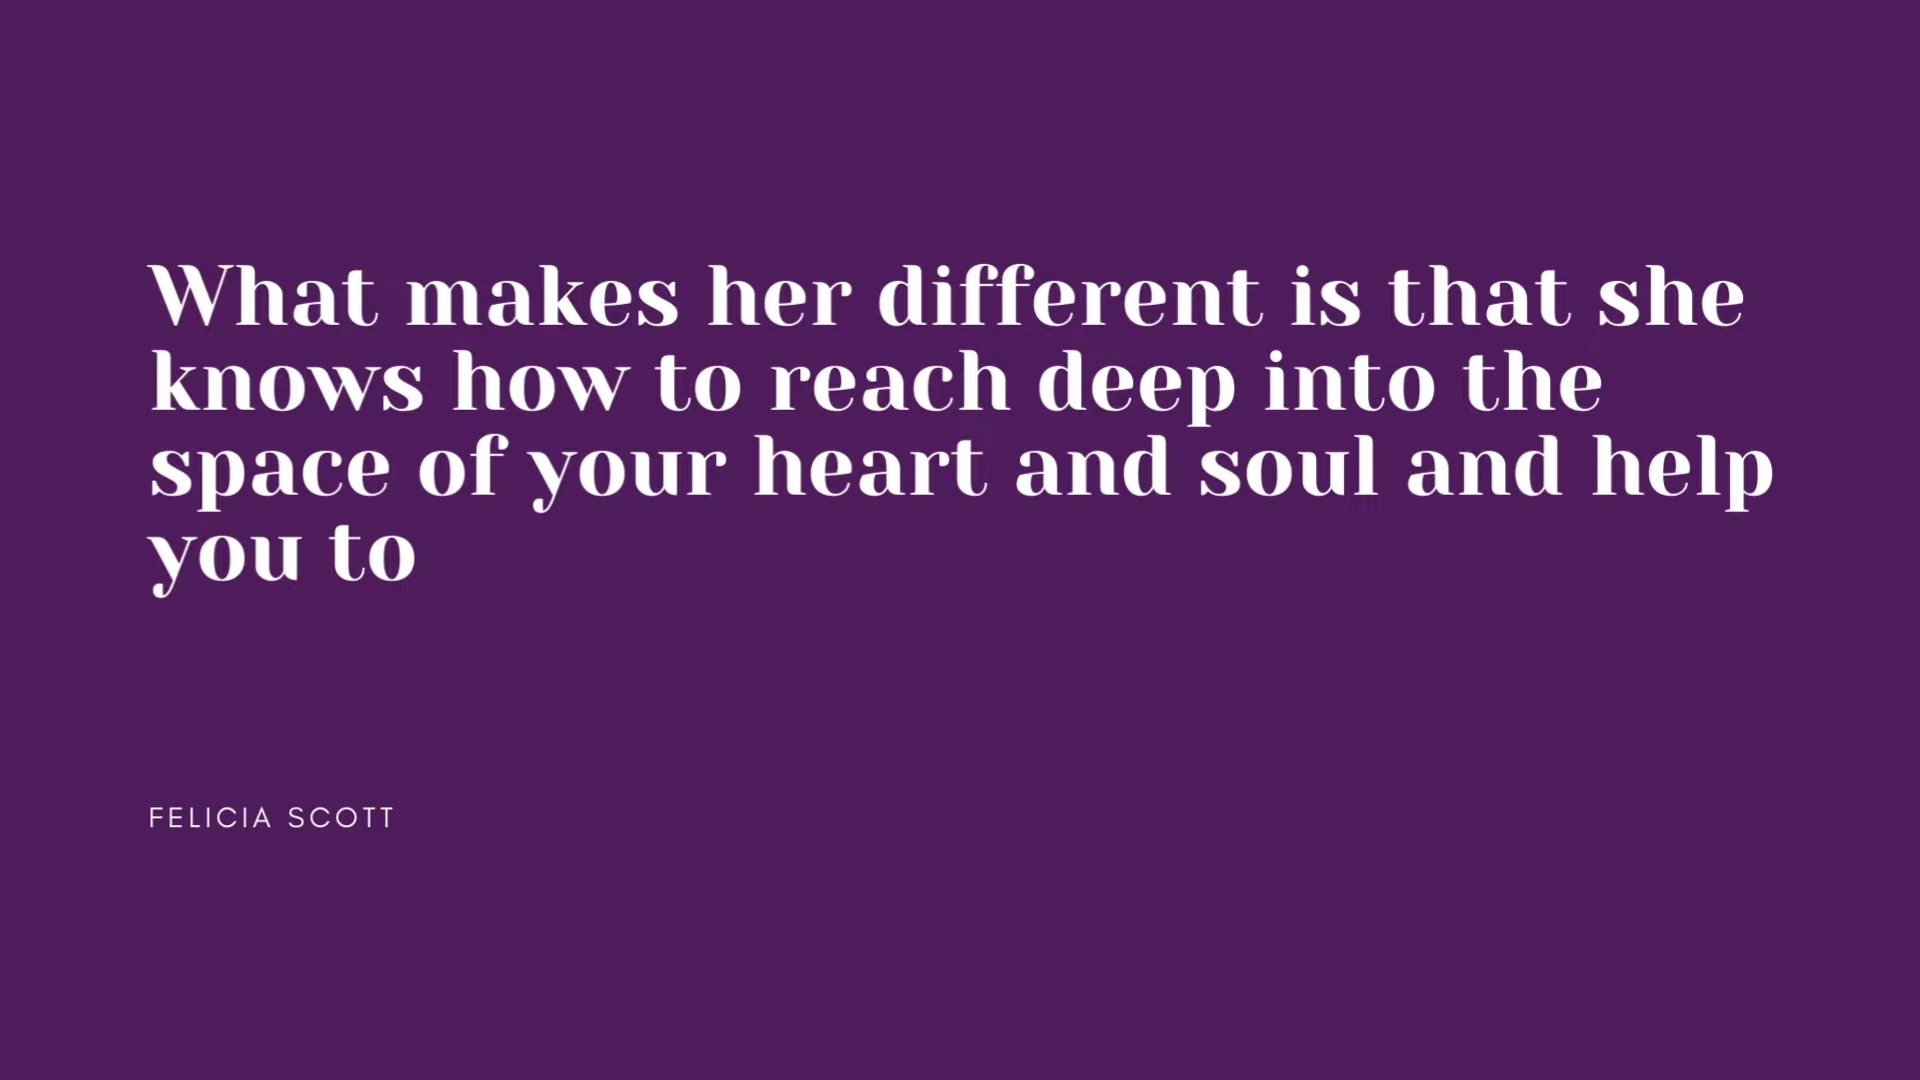 What makes her different is that she
knows how to reach deep into the
space of your heart and soul and help
you to
FELICIA SCOTT